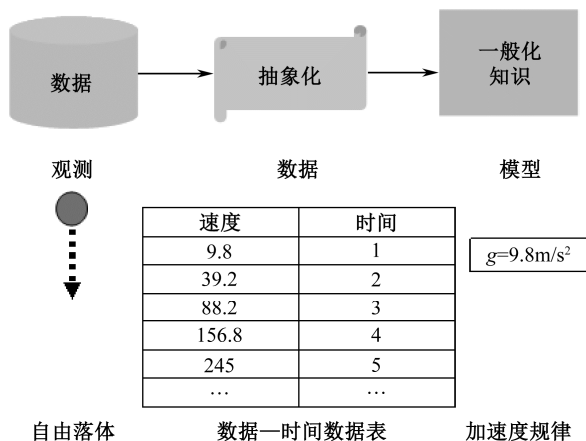 数据
抽象化
一般化
知识
观测
数据
模型
速度 时间
9.8 1
39.2 2
88.2 3
156.8 4
245 5
… …
g=9.8m/s²
自由落体
数据—时间数据表
加速度规律